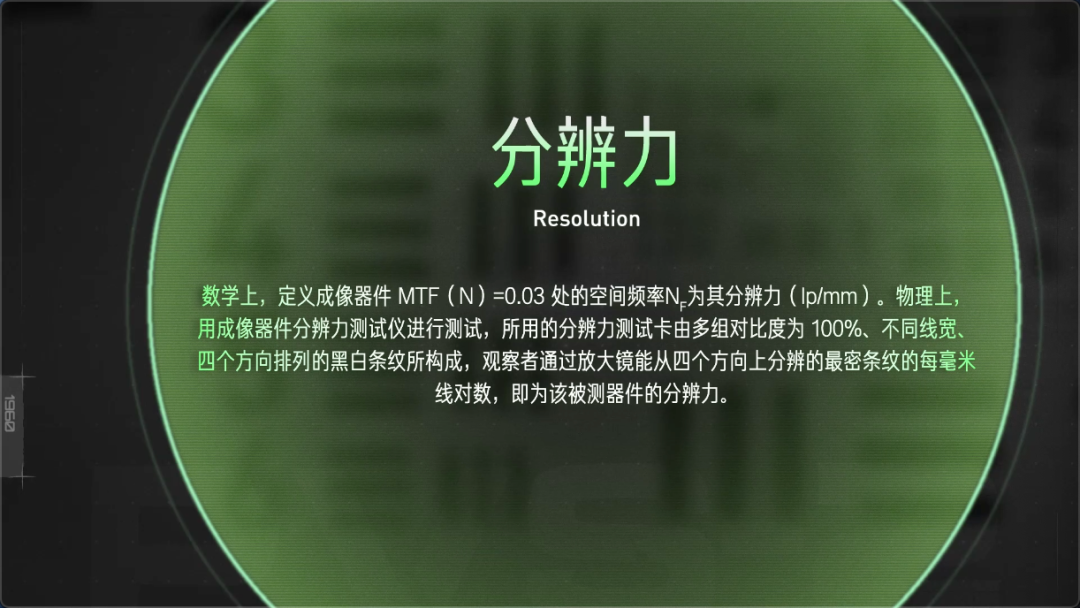 分辨力
Resolution
数学上，定义成像器件 MTF（N）=0.03 处的空间频率N_F为其分辨力（lp/mm）。物理上，
用成像器件分辨力测试仪进行测试，所用的分辨力测试卡由多组对比度为 100%、不同线宽、
四个方向排列的黑白条纹所构成，观察者通过放大镜能从四个方向上分辨的最密条纹的每毫米
线对数，即为该被测器件的分辨力。
1960